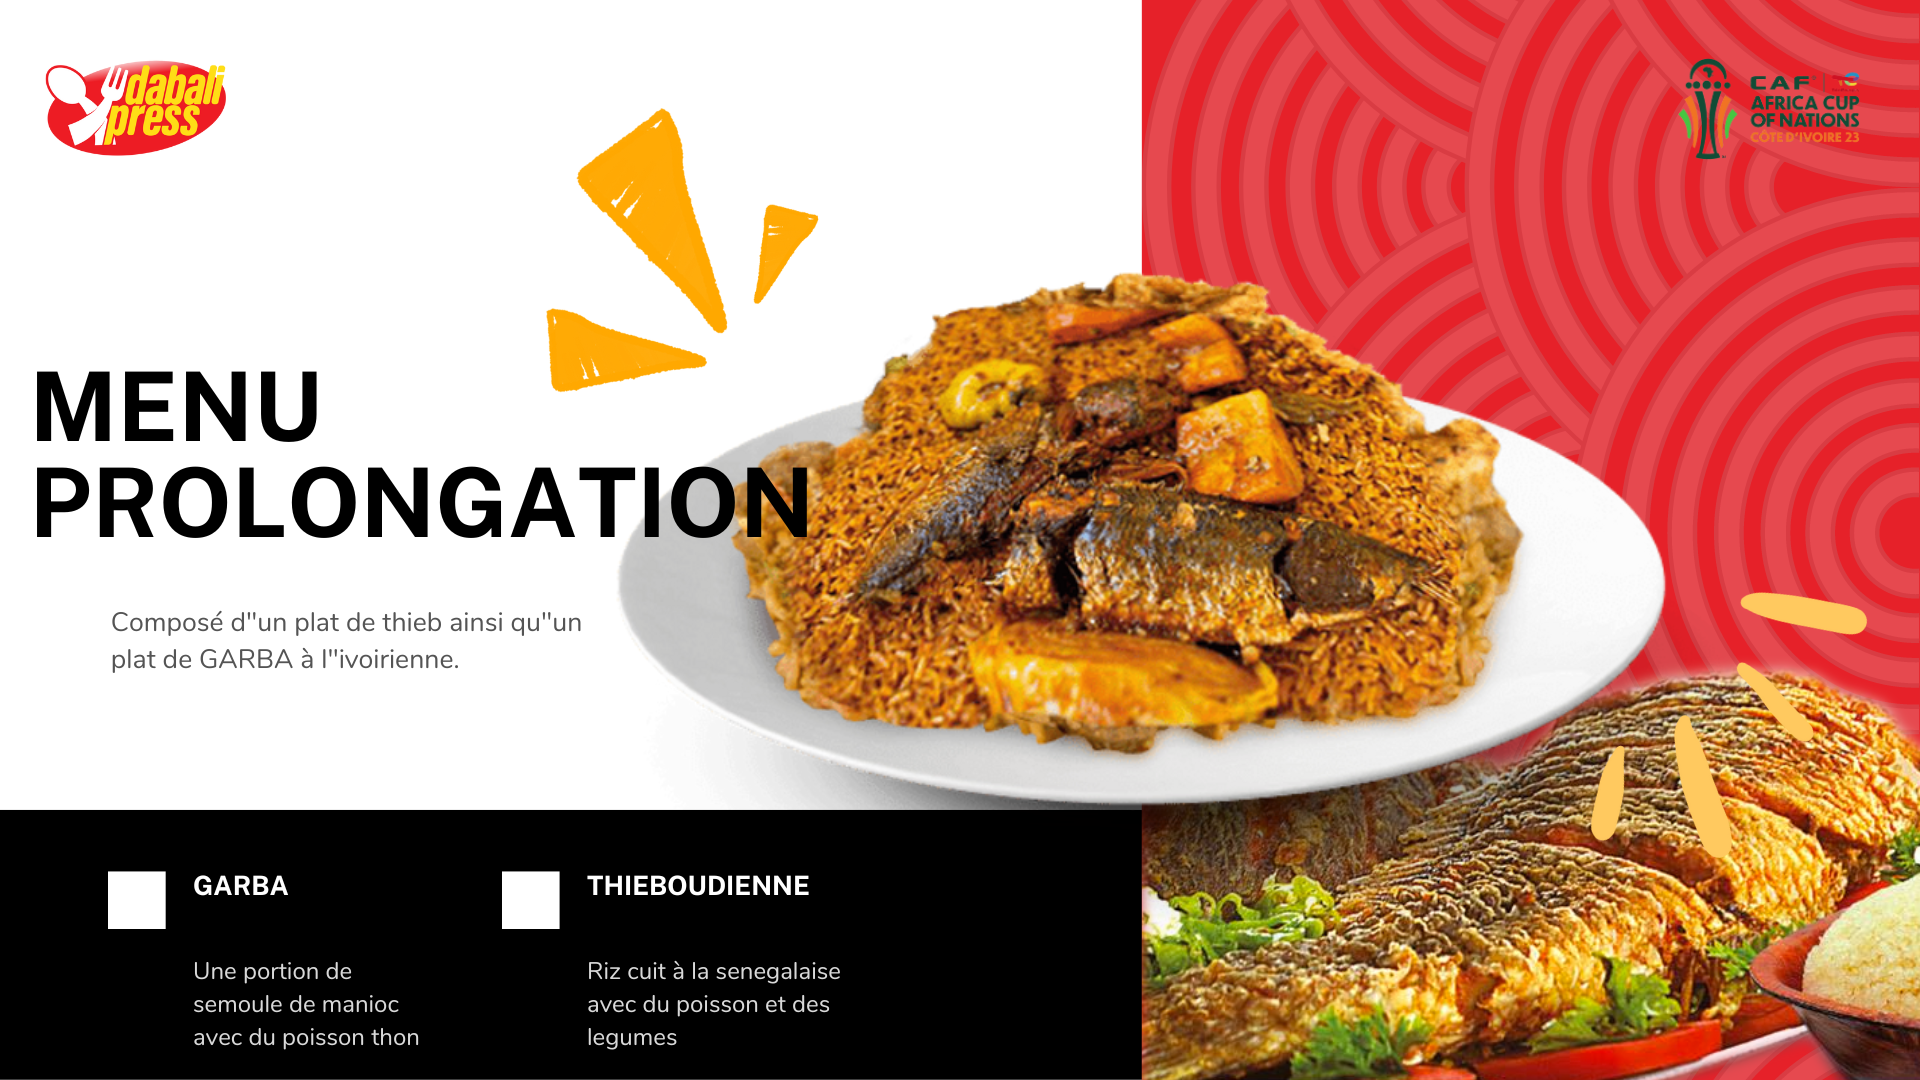 dabali
press
CAF
AFRICA CUP
OF NATIONS
CÔTE D'IVOIRE 23
MENU
PROLONGATION
Composé d"un plat de thieb ainsi qu"un
plat de GARBA à l"ivoirienne.
GARBA
Une portion de
semoule de manioc
avec du poisson thon
THIEBOUDIENNE
Riz cuit à la senegalaise
avec du poisson et des
legumes